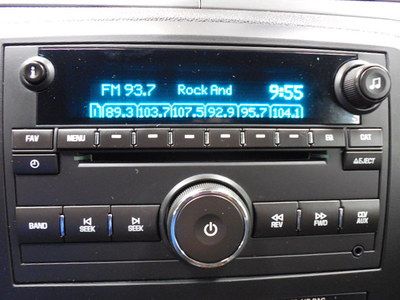 FM 93.7 Rock And 9:55
1 89.3 103.7 107.5 92.9 95.7 104.1
FAV MENU CAT
EJECT
BAND SEEK SEEK REV FWD CD/AUX